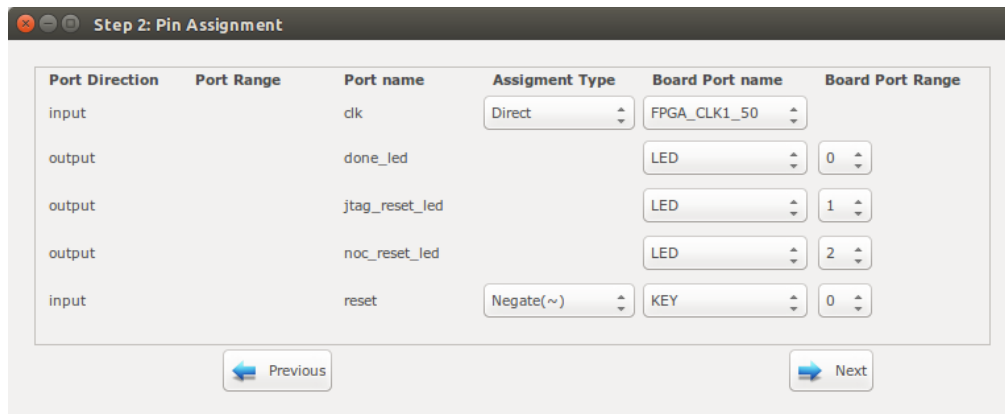 Step 2: Pin Assignment
Port Direction Port Range Port name Assigment Type Board Port name Board Port Range
input clk Direct FPGA_CLK1_50
output done_led LED 0
output jtag_reset_led LED 1
output noc_reset_led LED 2
input reset Negate(~) KEY 0
Previous Next